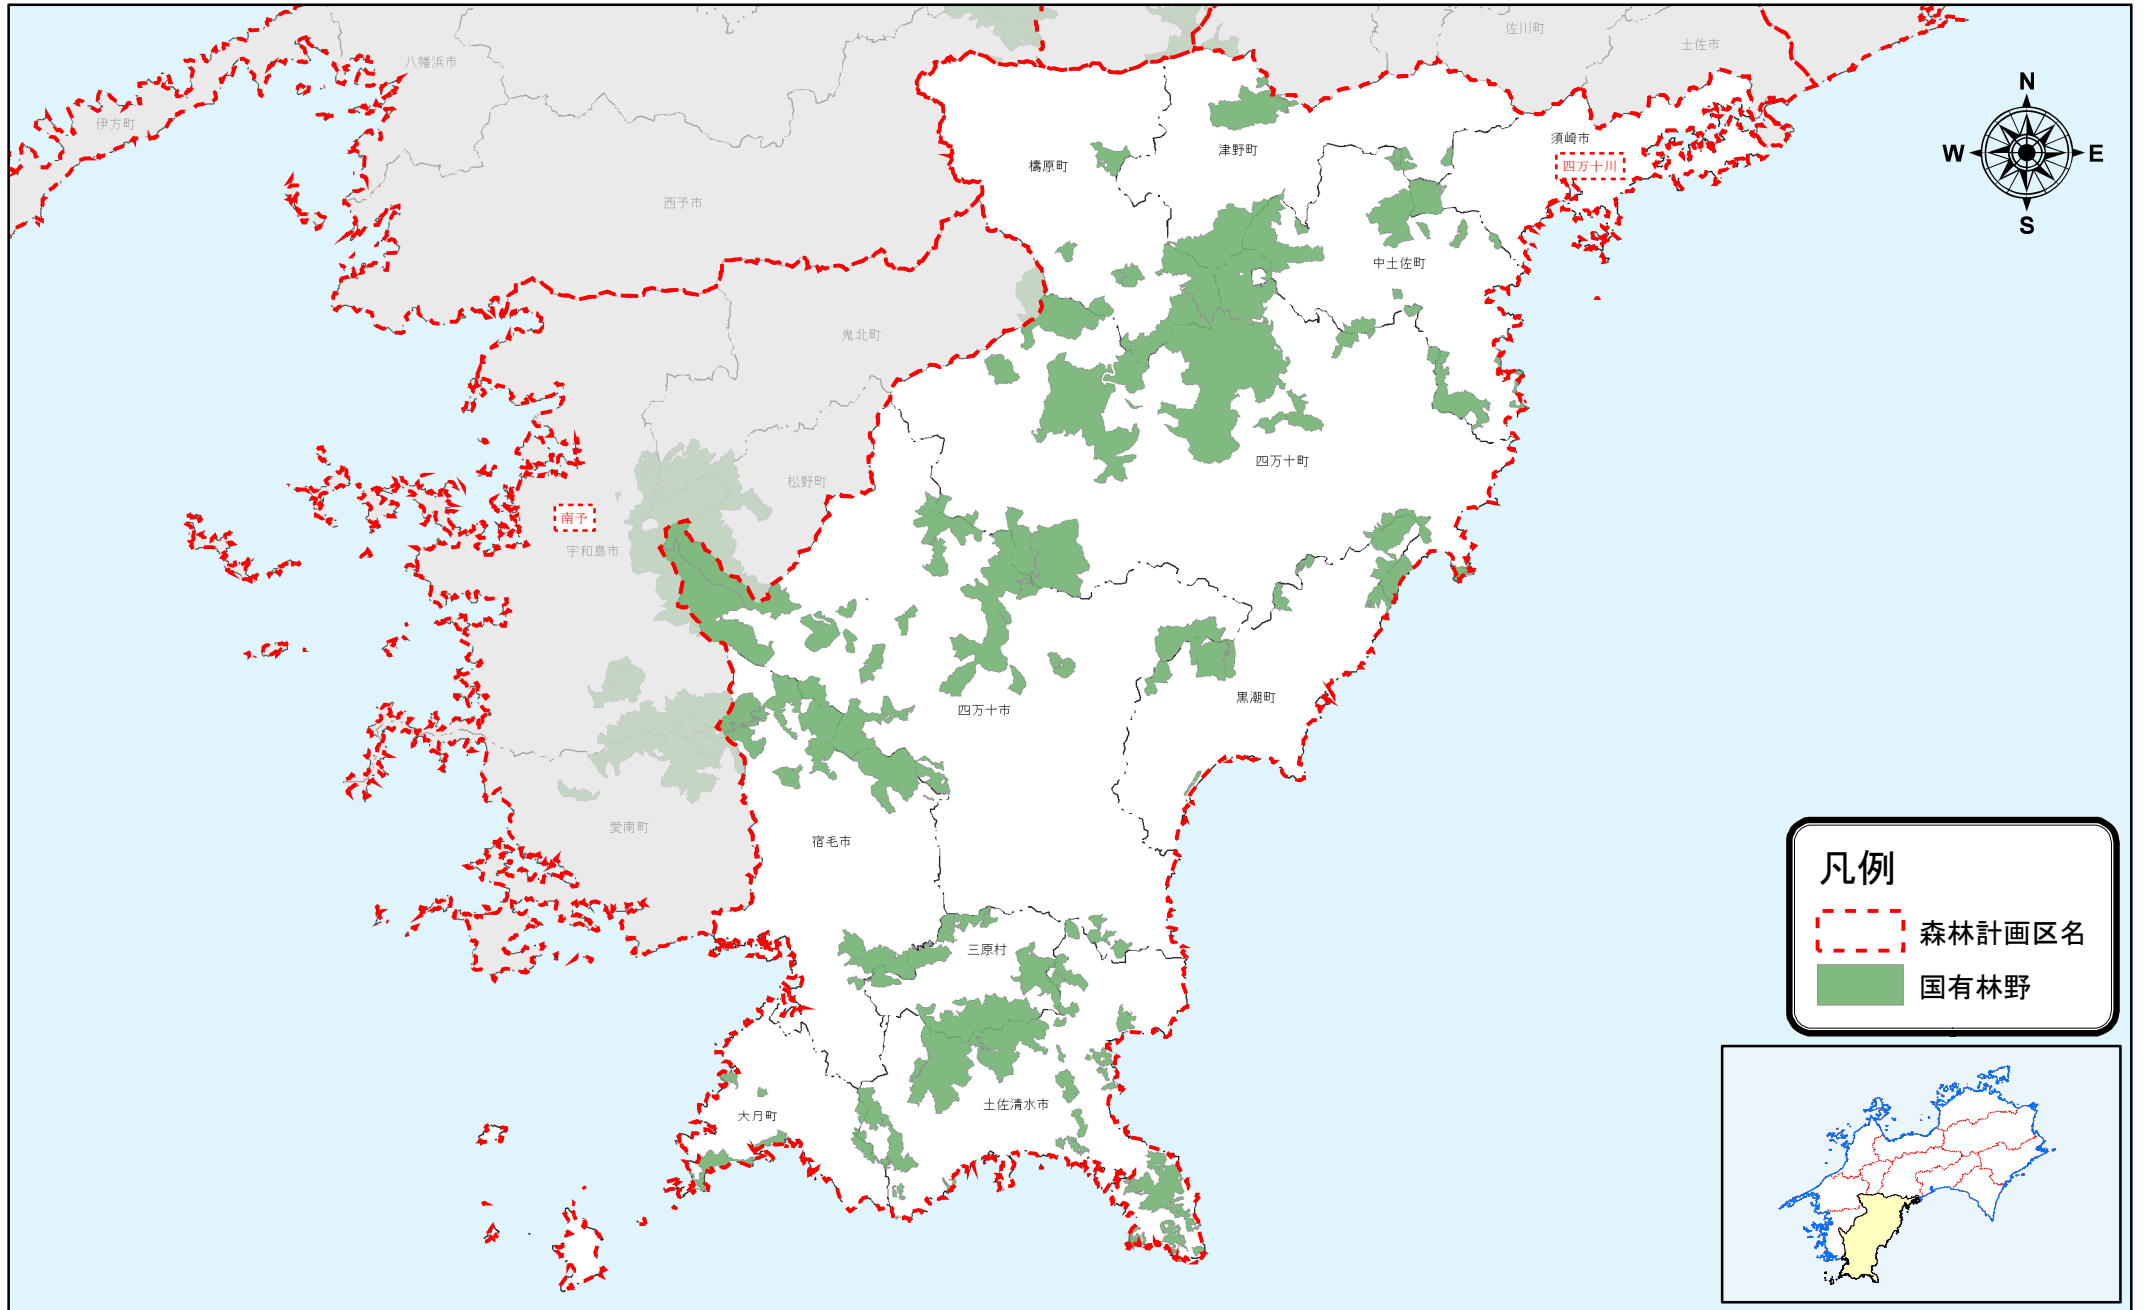 佐川町
土佐市
八幡浜市
N
伊方町
須崎市
津野町
W
E
檮原町
四万十川
西予市
S
中土佐町
鬼北町
四万十町
松野町
南予
宇和島市
黒潮町
四万十市
愛南町
宿毛市
凡例
森林計画区名
三原村
国有林野
土佐清水市
大月町